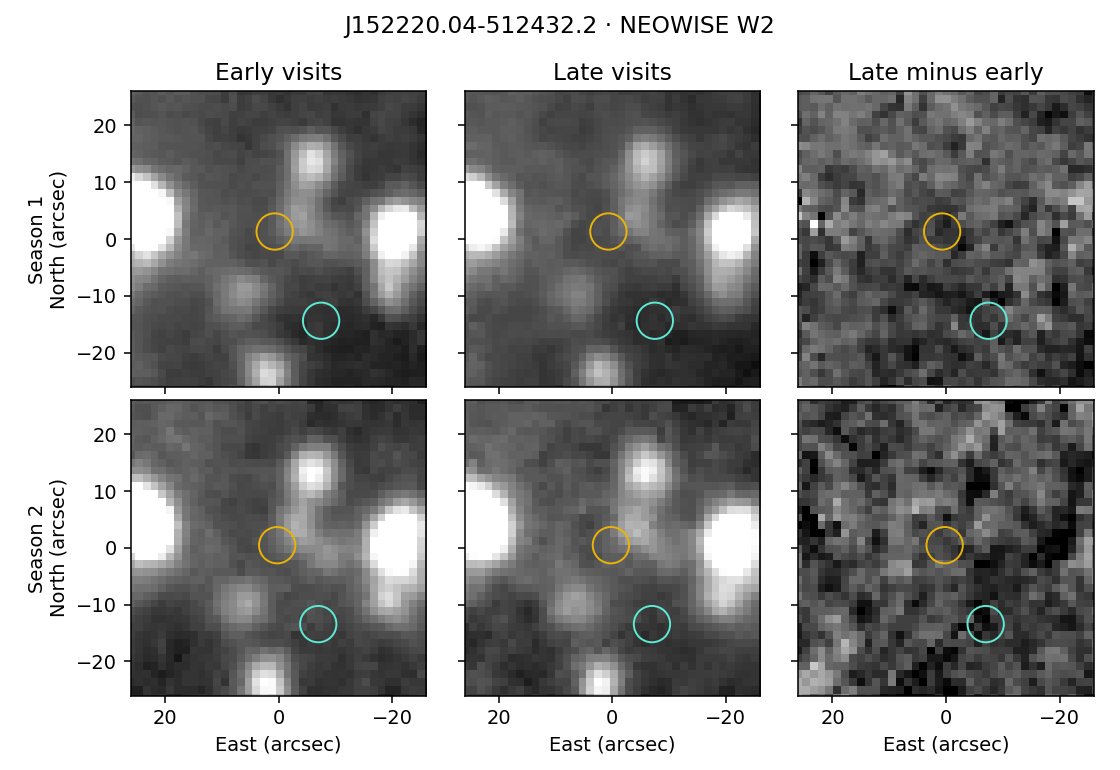 J152220.04-512432.2 · NEOWISE W2
Early visits
Late visits
Late minus early
Season 1
North (arcsec)
20
10
0
−10
−20
Season 2
North (arcsec)
20
10
0
−10
−20
20
0
−20
20
0
−20
20
0
−20
East (arcsec)
East (arcsec)
East (arcsec)